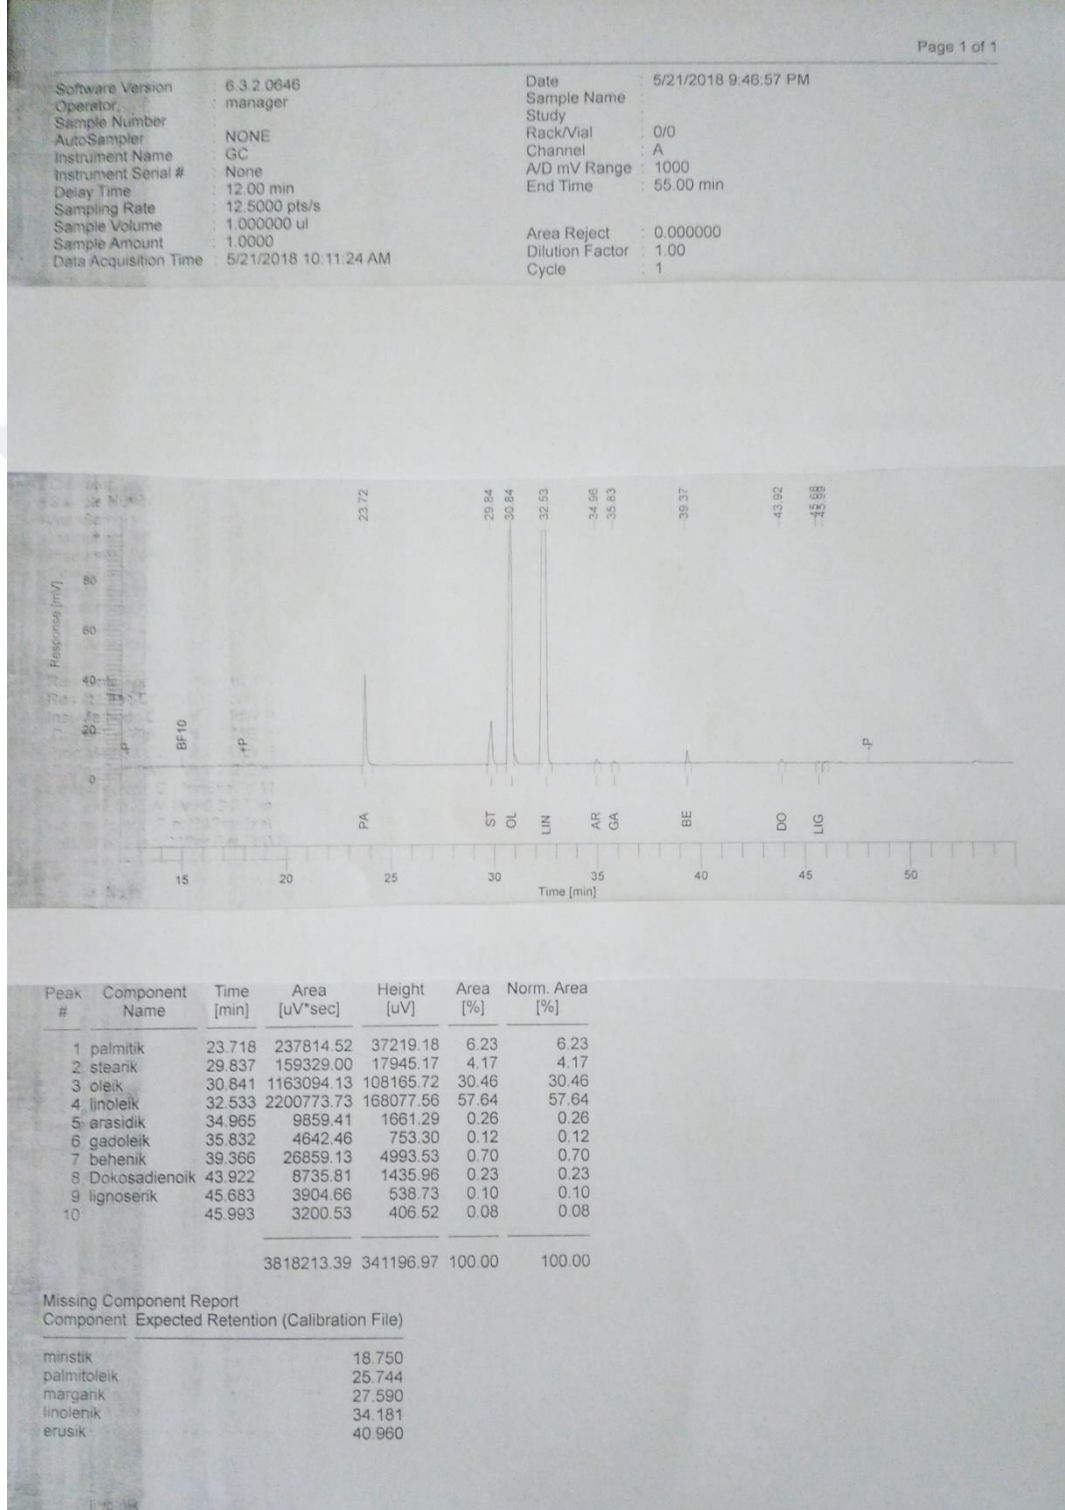 Page 1 of 1
Software Version : 6.3.2.0646
Operator : manager
Sample Number :
AutoSampler : NONE
Instrument Name : GC
Instrument Serial # : None
Delay Time : 12.00 min
Sampling Rate : 12.5000 pts/s
Sample Volume : 1.000000 ul
Sample Amount : 1.0000
Data Acquisition Time : 5/21/2018 10:11:24 AM
Date : 5/21/2018 9:46:57 PM
Sample Name :
Study :
Rack/Vial : 0/0
Channel : A
A/D mV Range : 1000
End Time : 55.00 min
Area Reject : 0.000000
Dilution Factor : 1.00
Cycle : 1
23.72 29.84 30.84 32.53 34.96 35.83 39.37 43.92 45.68 45.99
Response [mV]
80
60
40
20
0
-P BF10 +P -P
PA ST OL LIN AR GA BE DO LIG
15 20 25 30 35 40 45 50
Time [min]
Peak Component Time Area Height Area Norm. Area
# Name [min] [uV*sec] [uV] [%] [%]
1 palmitik 23.718 237814.52 37219.18 6.23 6.23
2 stearik 29.837 159329.00 17945.17 4.17 4.17
3 oleik 30.841 1163094.13 108165.72 30.46 30.46
4 linoleik 32.533 2200773.73 168077.56 57.64 57.64
5 arasidik 34.965 9859.41 1661.29 0.26 0.26
6 gadoleik 35.832 4642.46 753.30 0.12 0.12
7 behenik 39.366 26859.13 4993.53 0.70 0.70
8 Dokosadienoik 43.922 8735.81 1435.96 0.23 0.23
9 lignoserik 45.683 3904.66 538.73 0.10 0.10
10 45.993 3200.53 406.52 0.08 0.08
3818213.39 341196.97 100.00 100.00
Missing Component Report
Component Expected Retention (Calibration File)
miristik 18.750
palmitoleik 25.744
margarik 27.590
linolenik 34.181
erusik 40.960